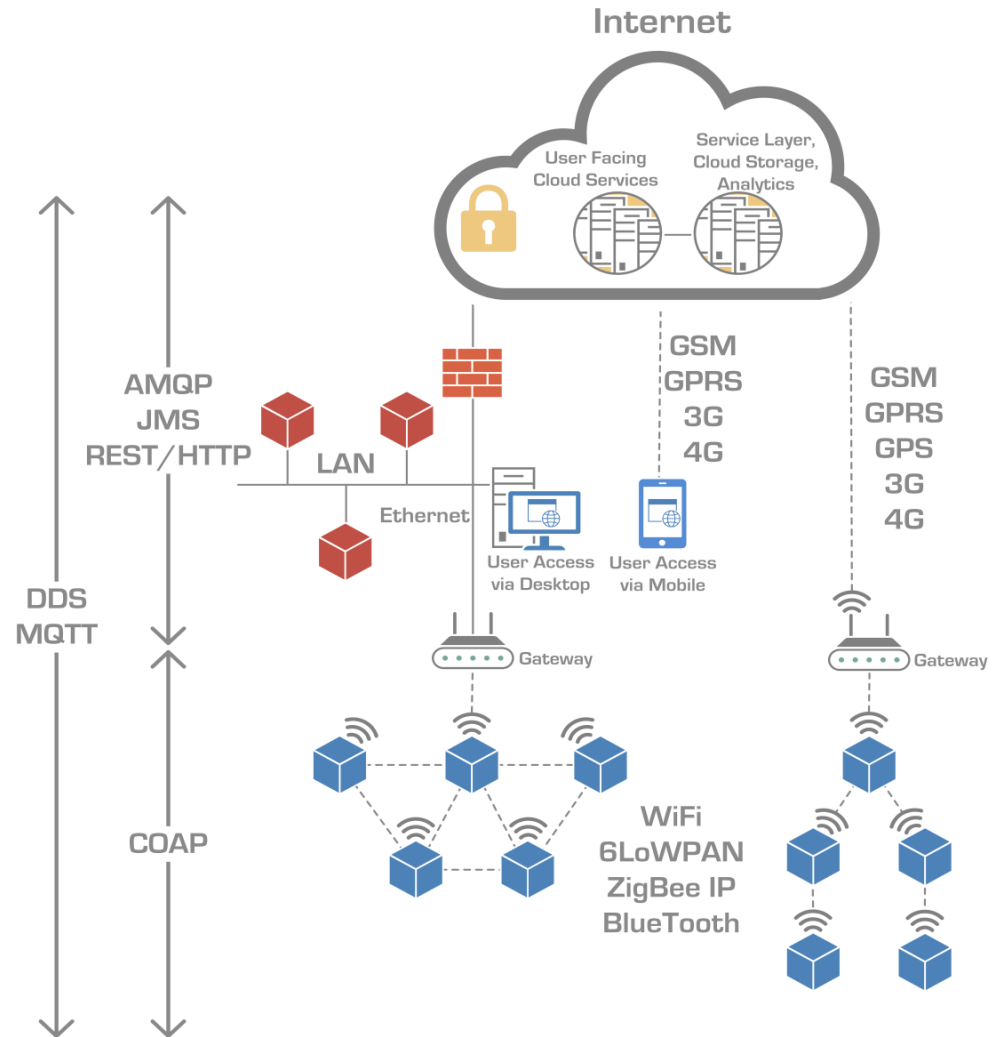 Internet
User Facing
Cloud Services
Service Layer,
Cloud Storage,
Analytics
AMQP
JMS
REST/HTTP
LAN
Ethernet
User Access
via Desktop
GSM
GPRS
3G
4G
User Access
via Mobile
GSM
GPRS
GPS
3G
4G
DDS
MQTT
Gateway
Gateway
COAP
WiFi
6LoWPAN
ZigBee IP
BlueTooth